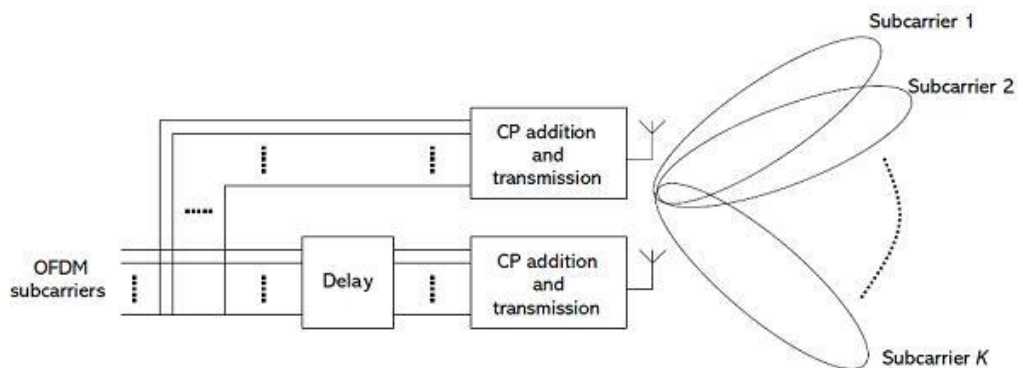 Subcarrier 1
Subcarrier 2
CP addition
and
transmission
OFDM
subcarriers
Delay
CP addition
and
transmission
Subcarrier K